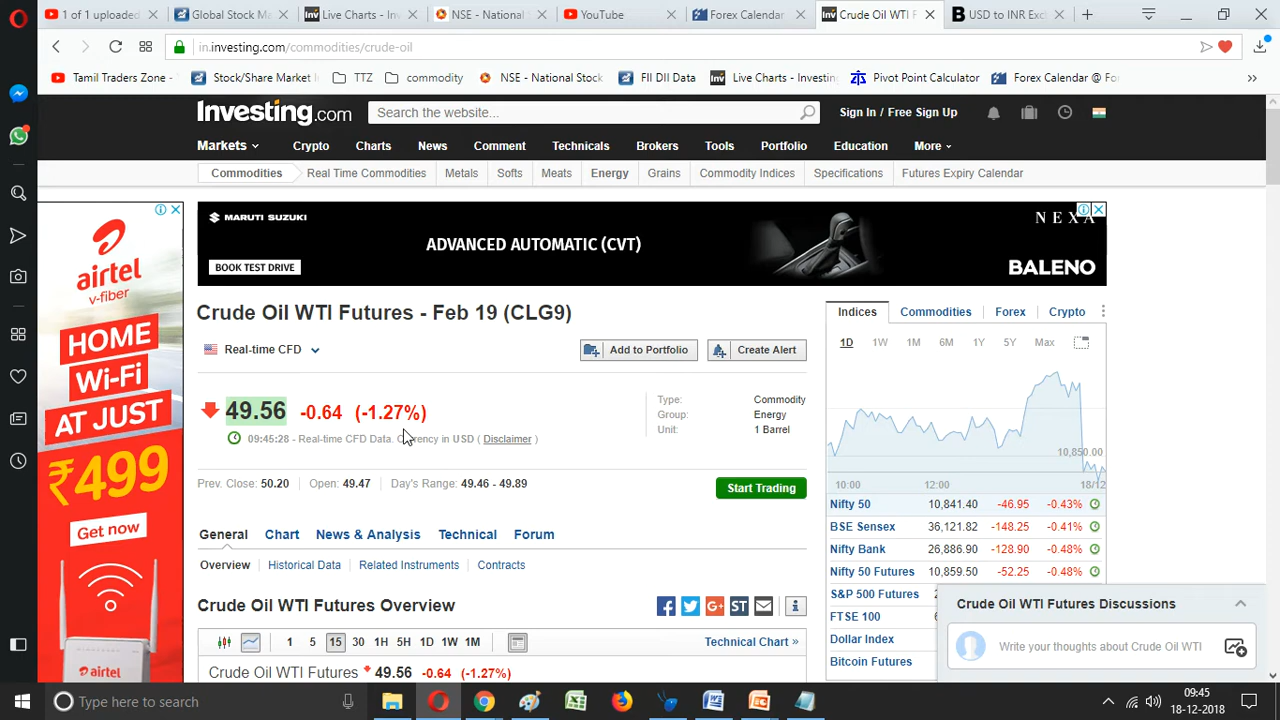 1 of 1 uploaded
Global Stock Ma
Live Charts - Inv
NSE - National S
YouTube
Forex Calendar
Crude Oil WTI F
USD to INR Exc
in.investing.com/commodities/crude-oil
Tamil Traders Zone -
Stock/Share Market I
TTZ
commodity
NSE - National Stock
FII DII Data
Live Charts - Investin
Pivot Point Calculator
Forex Calendar @ Fo
Investing.com
Search the website...
Sign In / Free Sign Up
Markets
Crypto
Charts
News
Comment
Technicals
Brokers
Tools
Portfolio
Education
More
Commodities
Real Time Commodities
Metals
Softs
Meats
Energy
Grains
Commodity Indices
Specifications
Futures Expiry Calendar
airtel
v-fiber
HOME
Wi-Fi
AT JUST
₹499
Get now
airtel
MARUTI SUZUKI
BOOK TEST DRIVE
ADVANCED AUTOMATIC (CVT)
NEXA
BALENO
Crude Oil WTI Futures - Feb 19 (CLG9)
Real-time CFD
Add to Portfolio
Create Alert
49.56 -0.64 (-1.27%)
09:45:28 - Real-time CFD Data. Currency in USD ( Disclaimer )
Type: Commodity
Group: Energy
Unit: 1 Barrel
Prev. Close: 50.20
Open: 49.47
Day's Range: 49.46 - 49.89
Start Trading
General
Chart
News & Analysis
Technical
Forum
Overview
Historical Data
Related Instruments
Contracts
Crude Oil WTI Futures Overview
1 5 15 30 1H 5H 1D 1W 1M
Technical Chart »
Crude Oil WTI Futures 49.56 -0.64 (-1.27%)
Indices
Commodities
Forex
Crypto
1D 1W 1M 6M 1Y 5Y Max
10,850.00
10:00 12:00 18/12
Nifty 50 10,841.40 -46.95 -0.43%
BSE Sensex 36,121.82 -148.25 -0.41%
Nifty Bank 26,886.90 -128.90 -0.48%
Nifty 50 Futures 10,859.50 -52.25 -0.48%
S&P 500 Futures
FTSE 100
Dollar Index
Bitcoin Futures
Crude Oil WTI Futures Discussions
Write your thoughts about Crude Oil WTI
Type here to search
09:45
18-12-2018